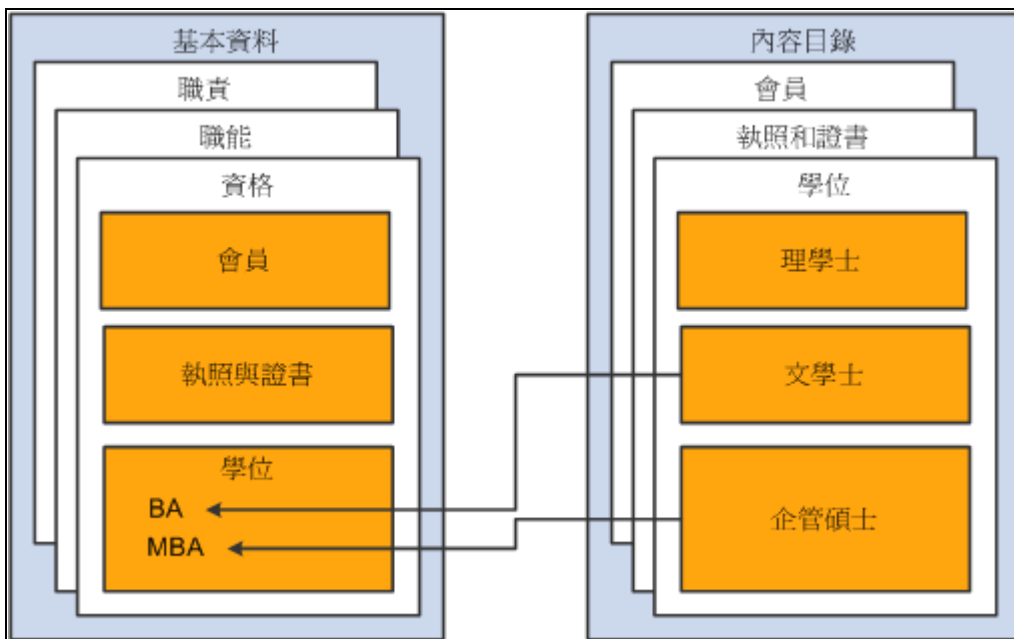 基本資料
職責
職能
資格
會員
執照與證書
學位
BA
MBA
內容目錄
會員
執照和證書
學位
理學士
文學士
企管碩士